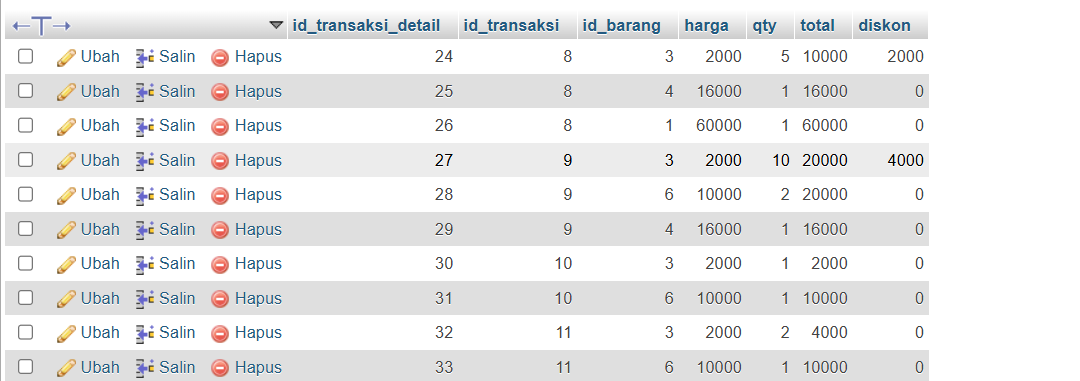 ←T→ id_transaksi_detail id_transaksi id_barang harga qty total diskon
Ubah Salin Hapus 24 8 3 2000 5 10000 2000
Ubah Salin Hapus 25 8 4 16000 1 16000 0
Ubah Salin Hapus 26 8 1 60000 1 60000 0
Ubah Salin Hapus 27 9 3 2000 10 20000 4000
Ubah Salin Hapus 28 9 6 10000 2 20000 0
Ubah Salin Hapus 29 9 4 16000 1 16000 0
Ubah Salin Hapus 30 10 3 2000 1 2000 0
Ubah Salin Hapus 31 10 6 10000 1 10000 0
Ubah Salin Hapus 32 11 3 2000 2 4000 0
Ubah Salin Hapus 33 11 6 10000 1 10000 0